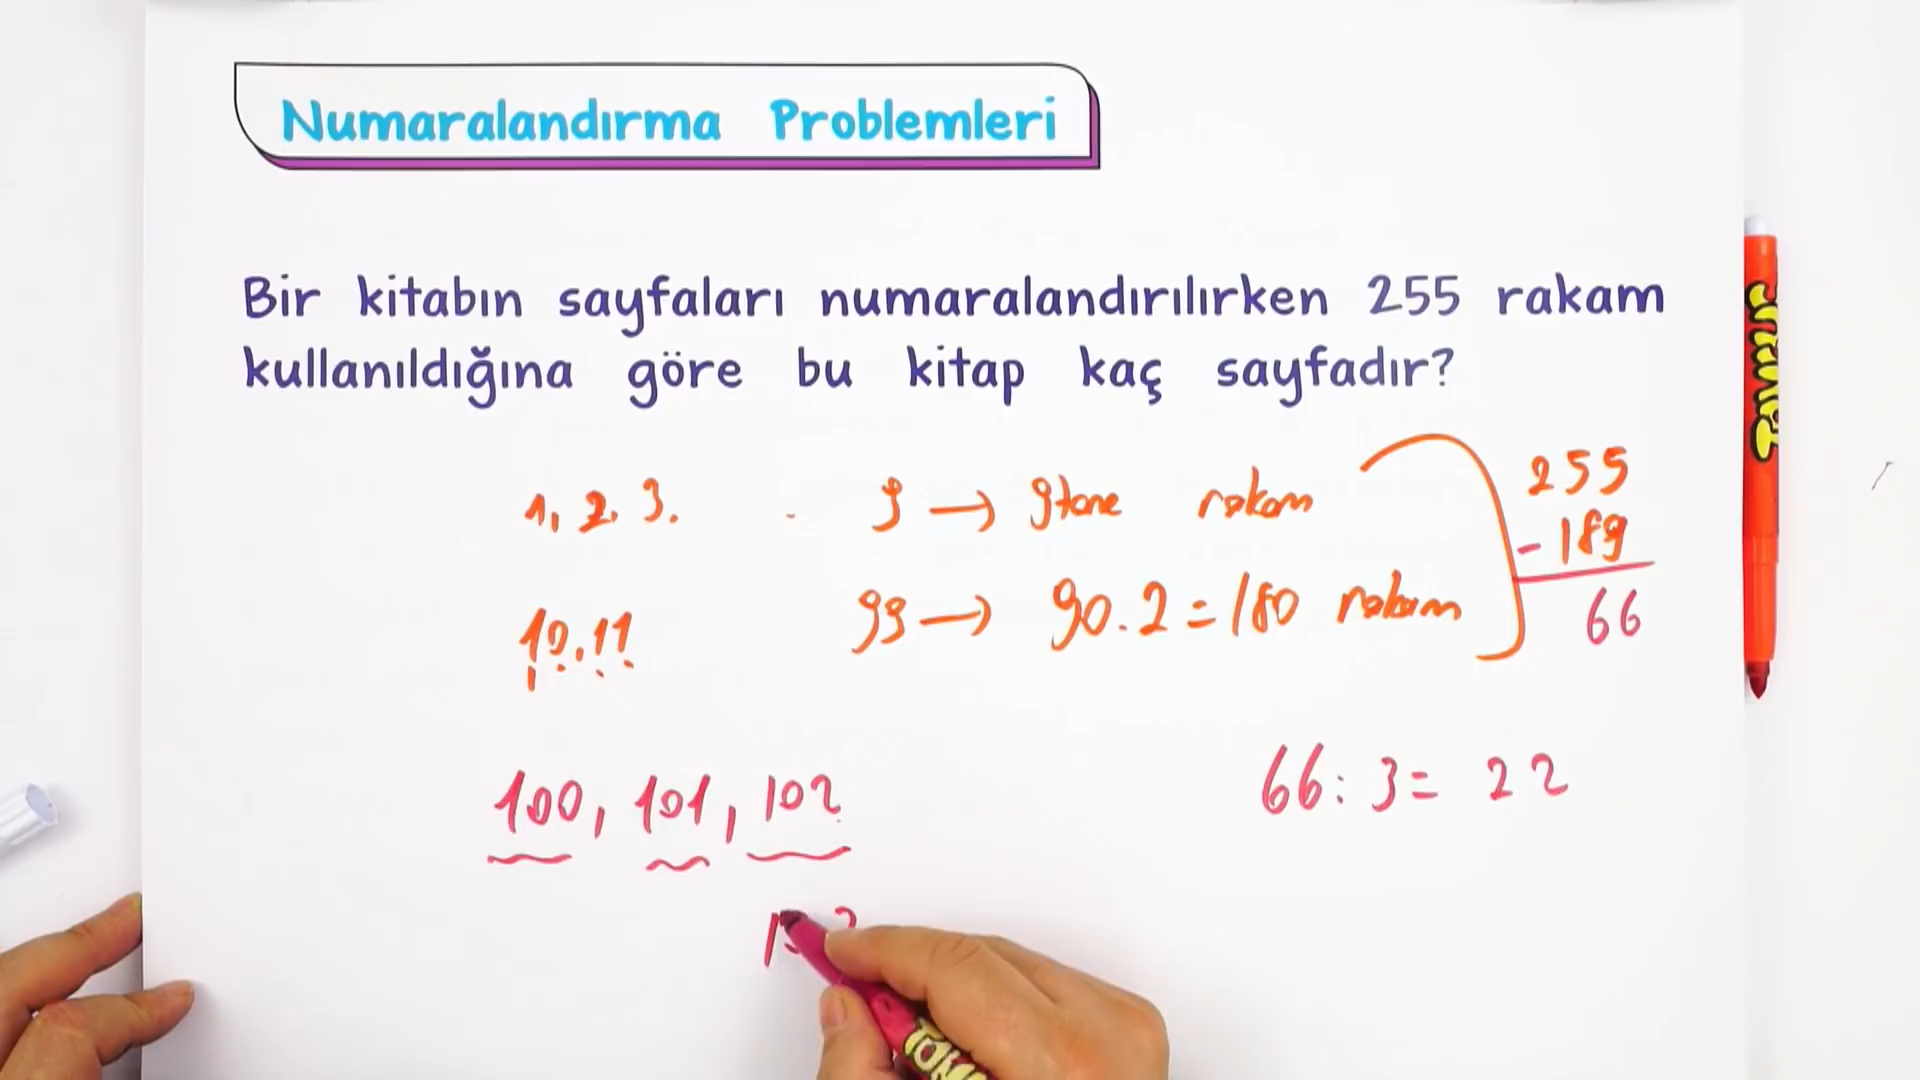 Numaralandırma Problemleri
Bir kitabın sayfaları numaralandırılırken 255 rakam
kullanıldığına göre bu kitap kaç sayfadır?
1, 2, 3. . 9 → 9 tane rakam
10, 11 99 → 90.2=180 rakam
255
- 189
66
100, 101, 102
66: 3= 22